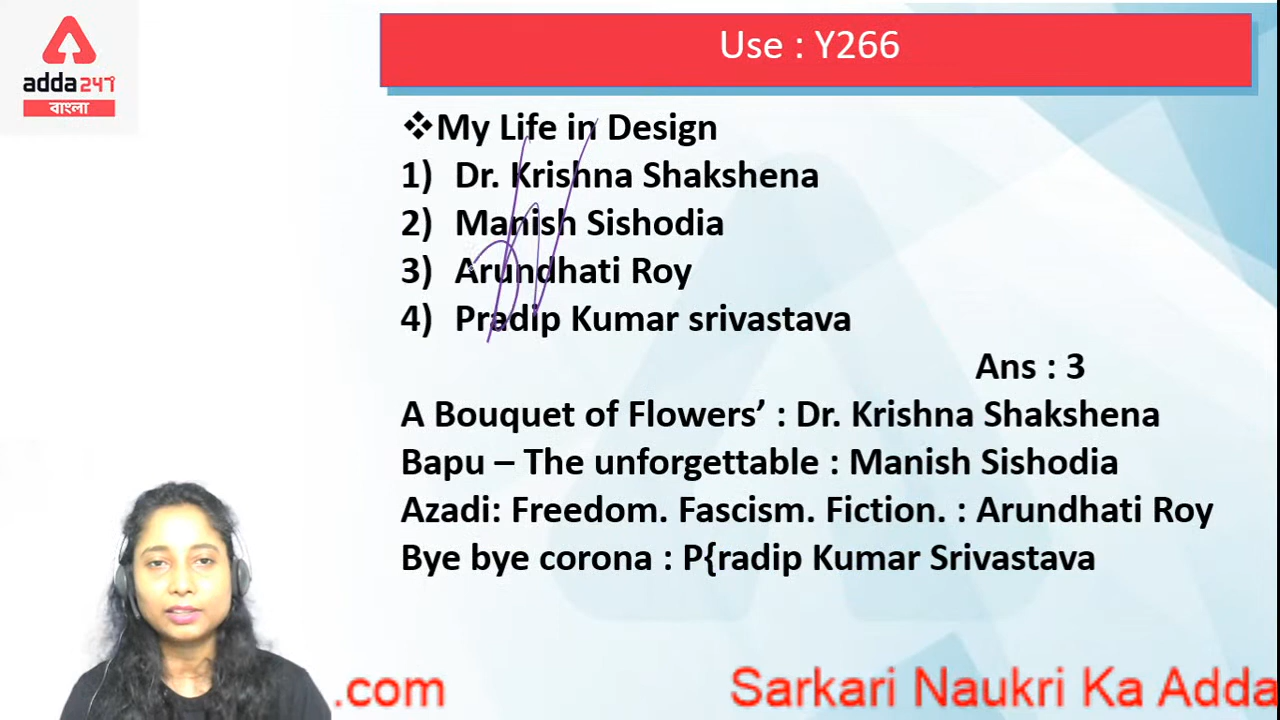 adda247
বাংলা
Use : Y266
❖My Life in Design
1) Dr. Krishna Shakshena
2) Manish Sishodia
3) Arundhati Roy
4) Pradip Kumar srivastava
Ans : 3
A Bouquet of Flowers’ : Dr. Krishna Shakshena
Bapu – The unforgettable : Manish Sishodia
Azadi: Freedom. Fascism. Fiction. : Arundhati Roy
Bye bye corona : P{radip Kumar Srivastava
.com Sarkari Naukri Ka Adda